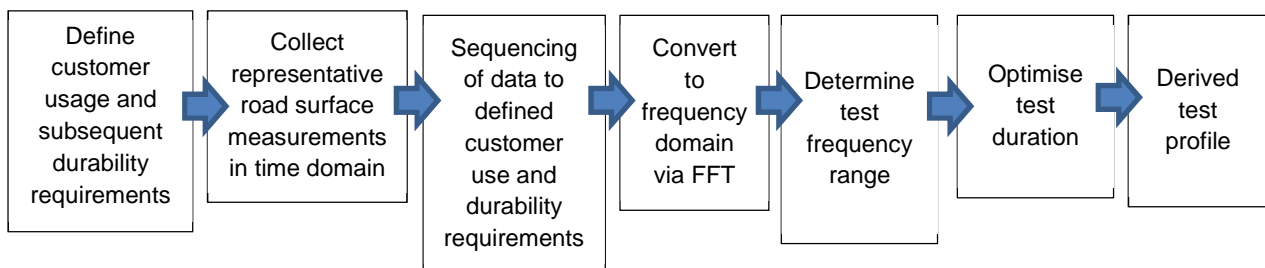 Define
customer
usage and
subsequent
durability
requirements
Collect
representative
road surface
measurements
in time domain
Sequencing
of data to
defined
customer
use and
durability
requirements
Convert
to
frequency
domain
via FFT
Determine
test
frequency
range
Optimise
test
duration
Derived
test
profile